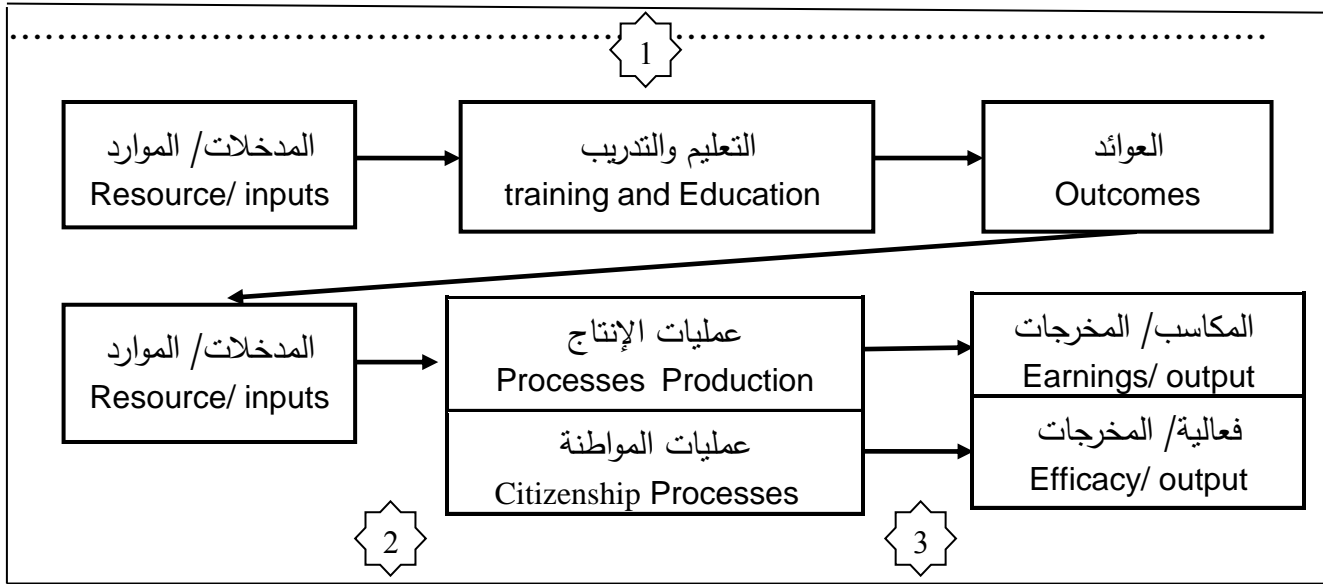 1
المدخلات/ الموارد
Resource/ inputs
التعليم والتدريب
training and Education
العوائد
Outcomes
المدخلات/ الموارد
Resource/ inputs
عمليات الإنتاج
Processes Production
المكاسب/ المخرجات
Earnings/ output
عمليات المواطنة
Citizenship Processes
فعالية/ المخرجات
Efficacy/ output
2
3